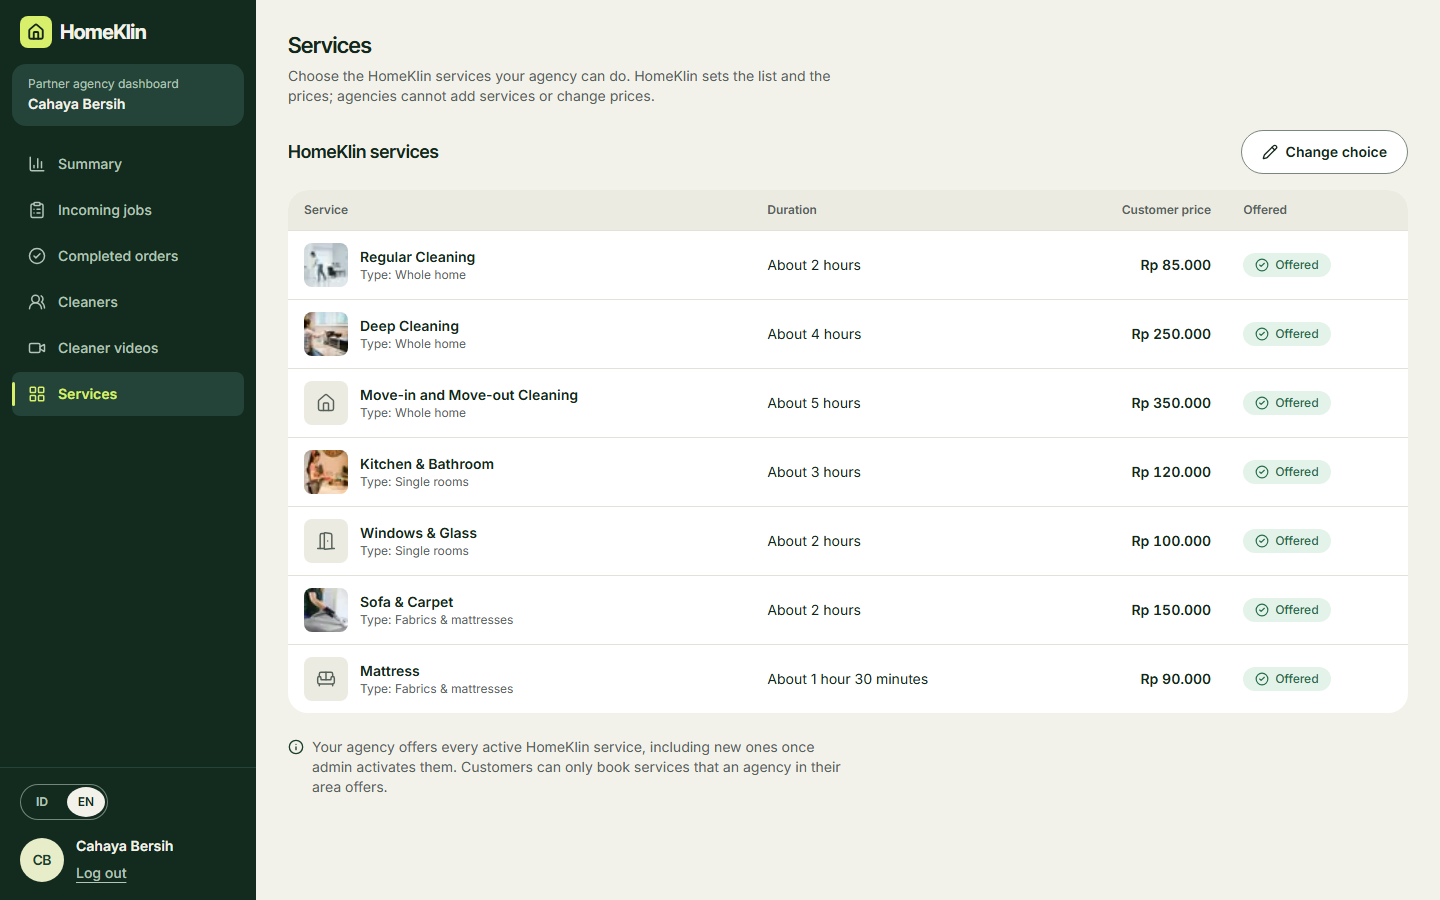 HomeKlin
Partner agency dashboard
Cahaya Bersih
Summary
Incoming jobs
Completed orders
Cleaners
Cleaner videos
Services
ID EN
CB
Cahaya Bersih
Log out
Services
Choose the HomeKlin services your agency can do. HomeKlin sets the list and the
prices; agencies cannot add services or change prices.
HomeKlin services
Change choice
Service Duration Customer price Offered
Regular Cleaning
Type: Whole home
About 2 hours Rp 85.000 Offered
Deep Cleaning
Type: Whole home
About 4 hours Rp 250.000 Offered
Move-in and Move-out Cleaning
Type: Whole home
About 5 hours Rp 350.000 Offered
Kitchen & Bathroom
Type: Single rooms
About 3 hours Rp 120.000 Offered
Windows & Glass
Type: Single rooms
About 2 hours Rp 100.000 Offered
Sofa & Carpet
Type: Fabrics & mattresses
About 2 hours Rp 150.000 Offered
Mattress
Type: Fabrics & mattresses
About 1 hour 30 minutes Rp 90.000 Offered
Your agency offers every active HomeKlin service, including new ones once
admin activates them. Customers can only book services that an agency in their
area offers.